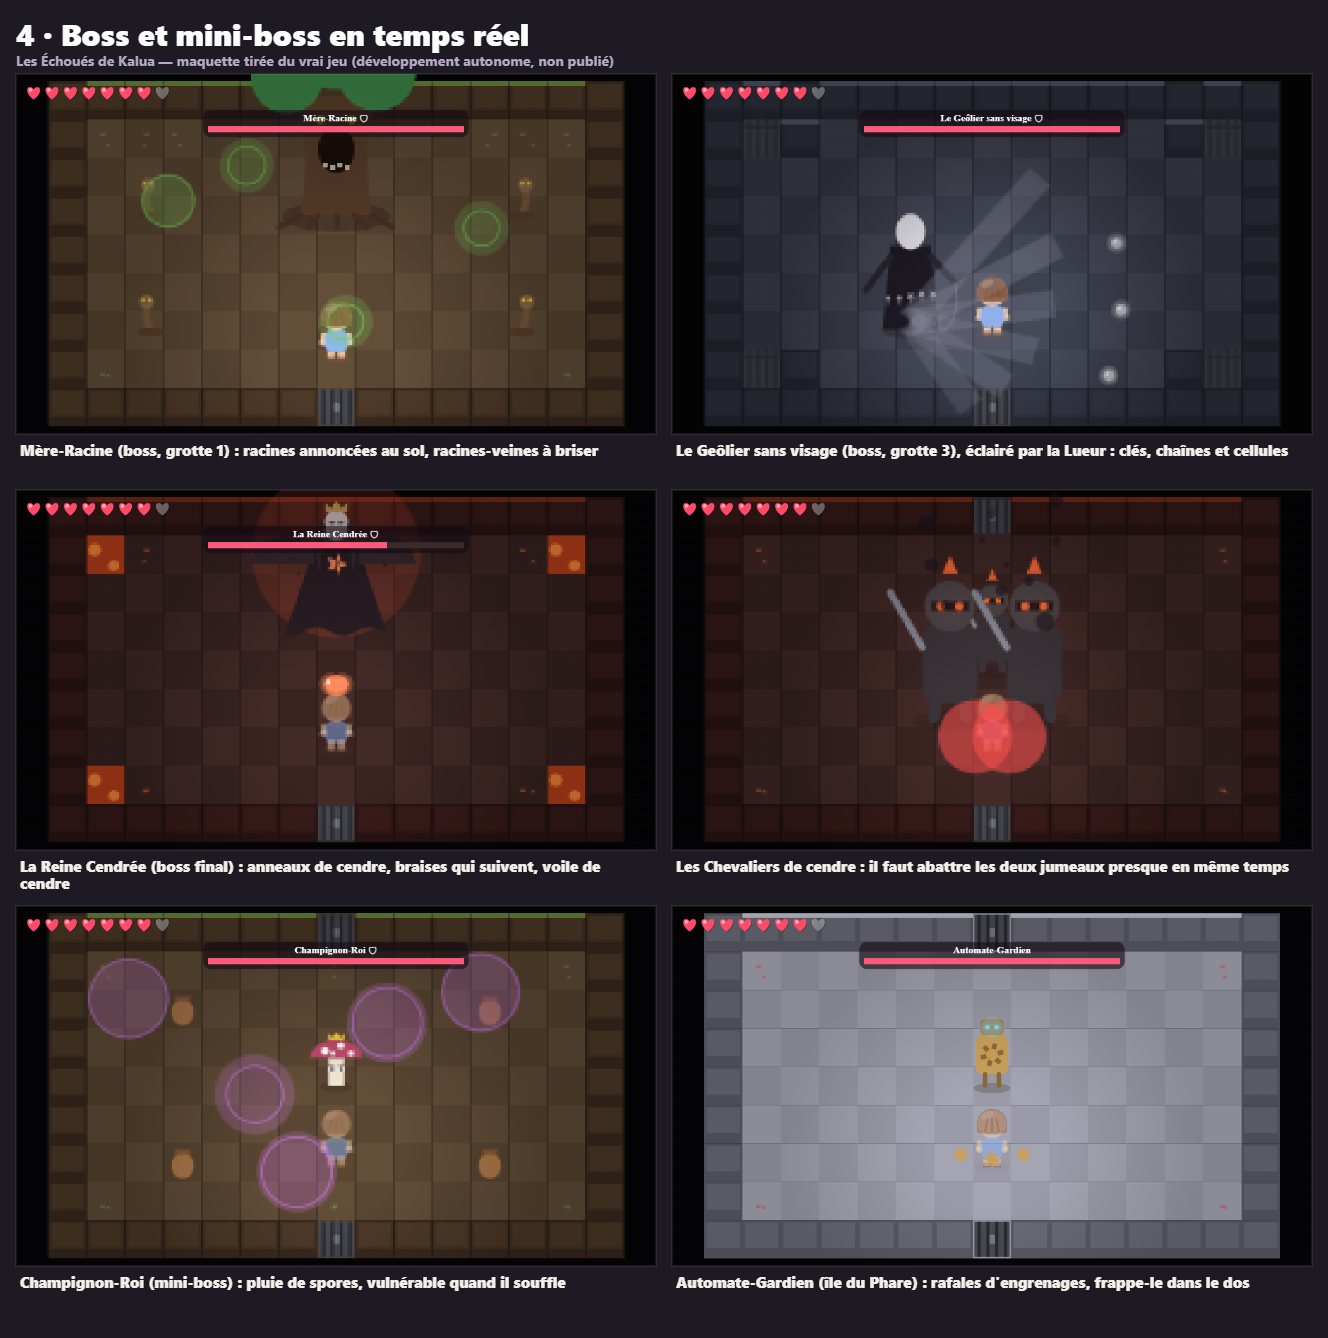 4 · Boss et mini-boss en temps réel
Les Échoués de Kalua — maquette tirée du vrai jeu (développement autonome, non publié)
Mère-Racine
Le Geôlier sans visage
Mère-Racine (boss, grotte 1) : racines annoncées au sol, racines-veines à briser
Le Geôlier sans visage (boss, grotte 3), éclairé par la Lueur : clés, chaînes et cellules
La Reine Cendrée
La Reine Cendrée (boss final) : anneaux de cendre, braises qui suivent, voile de
cendre
Les Chevaliers de cendre : il faut abattre les deux jumeaux presque en même temps
Champignon-Roi
Automate-Gardien
Champignon-Roi (mini-boss) : pluie de spores, vulnérable quand il souffle
Automate-Gardien (île du Phare) : rafales d'engrenages, frappe-le dans le dos